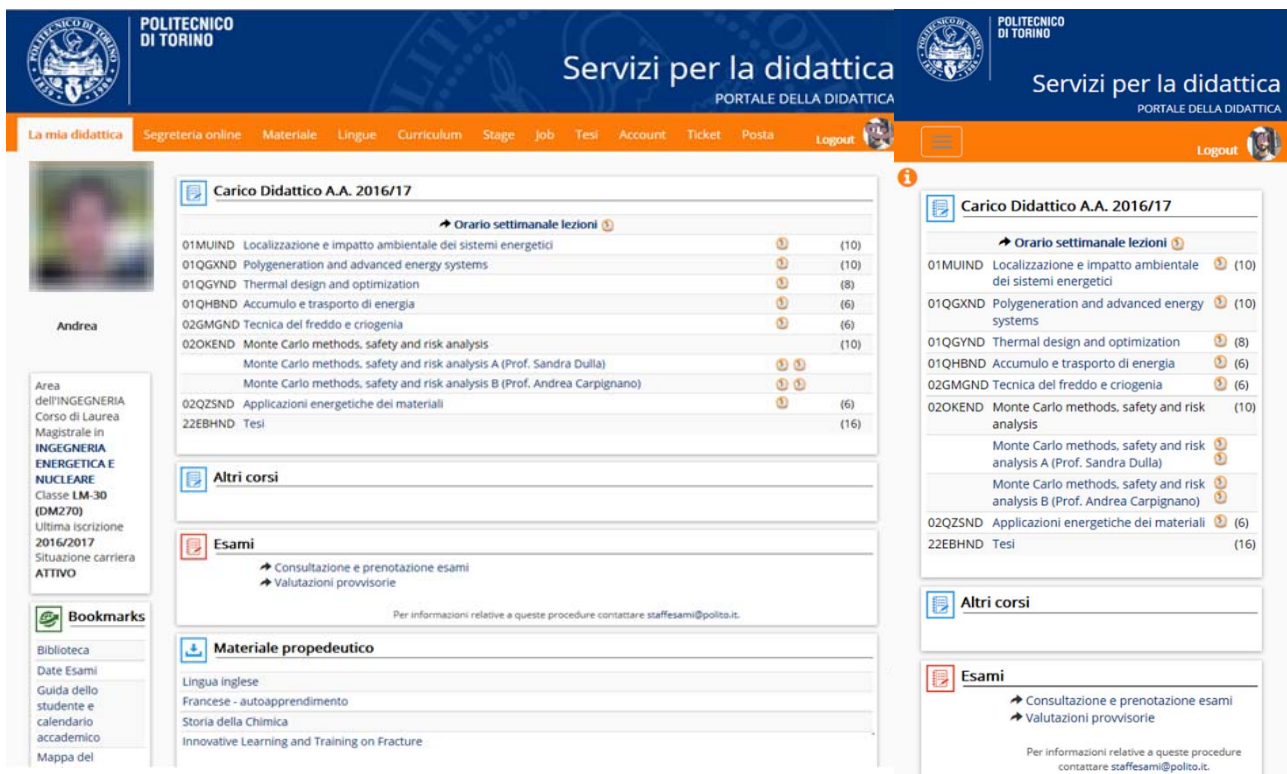 POLITECNICO
DI TORINO
Servizi per la didattica
PORTALE DELLA DIDATTICA
La mia didattica Segreteria online Materiale Lingue Curriculum Stage Job Tesi Account Ticket Posta Logout
Andrea
Area
dell'INGEGNERIA
Corso di Laurea
Magistrale in
INGEGNERIA
ENERGETICA E
NUCLEARE
Classe LM-30
(DM270)
Ultima iscrizione
2016/2017
Situazione carriera
ATTIVO
Bookmarks
Biblioteca
Date Esami
Guida dello
studente e
calendario
accademico
Mappa del
Carico Didattico A.A. 2016/17
Orario settimanale lezioni
01MUIND Localizzazione e impatto ambientale dei sistemi energetici (10)
01QGXND Polygeneration and advanced energy systems (10)
01QGYND Thermal design and optimization (8)
01QHBND Accumulo e trasporto di energia (6)
02GMGND Tecnica del freddo e criogenia (6)
02OKEND Monte Carlo methods, safety and risk analysis (10)
Monte Carlo methods, safety and risk analysis A (Prof. Sandra Dulla)
Monte Carlo methods, safety and risk analysis B (Prof. Andrea Carpignano)
02QZSND Applicazioni energetiche dei materiali (6)
22EBHND Tesi (16)
Altri corsi
Esami
Consultazione e prenotazione esami
Valutazioni provvisorie
Per informazioni relative a queste procedure contattare staffesami@polito.it.
Materiale propedeutico
Lingua inglese
Francese - autoapprendimento
Storia della Chimica
Innovative Learning and Training on Fracture
POLITECNICO
DI TORINO
Servizi per la didattica
PORTALE DELLA DIDATTICA
Logout
Carico Didattico A.A. 2016/17
Orario settimanale lezioni
01MUIND Localizzazione e impatto ambientale (10)
dei sistemi energetici
01QGXND Polygeneration and advanced energy (10)
systems
01QGYND Thermal design and optimization (8)
01QHBND Accumulo e trasporto di energia (6)
02GMGND Tecnica del freddo e criogenia (6)
02OKEND Monte Carlo methods, safety and risk (10)
analysis
Monte Carlo methods, safety and risk
analysis A (Prof. Sandra Dulla)
Monte Carlo methods, safety and risk
analysis B (Prof. Andrea Carpignano)
02QZSND Applicazioni energetiche dei materiali (6)
22EBHND Tesi (16)
Altri corsi
Esami
Consultazione e prenotazione esami
Valutazioni provvisorie
Per informazioni relative a queste procedure
contattare staffesami@polito.it.